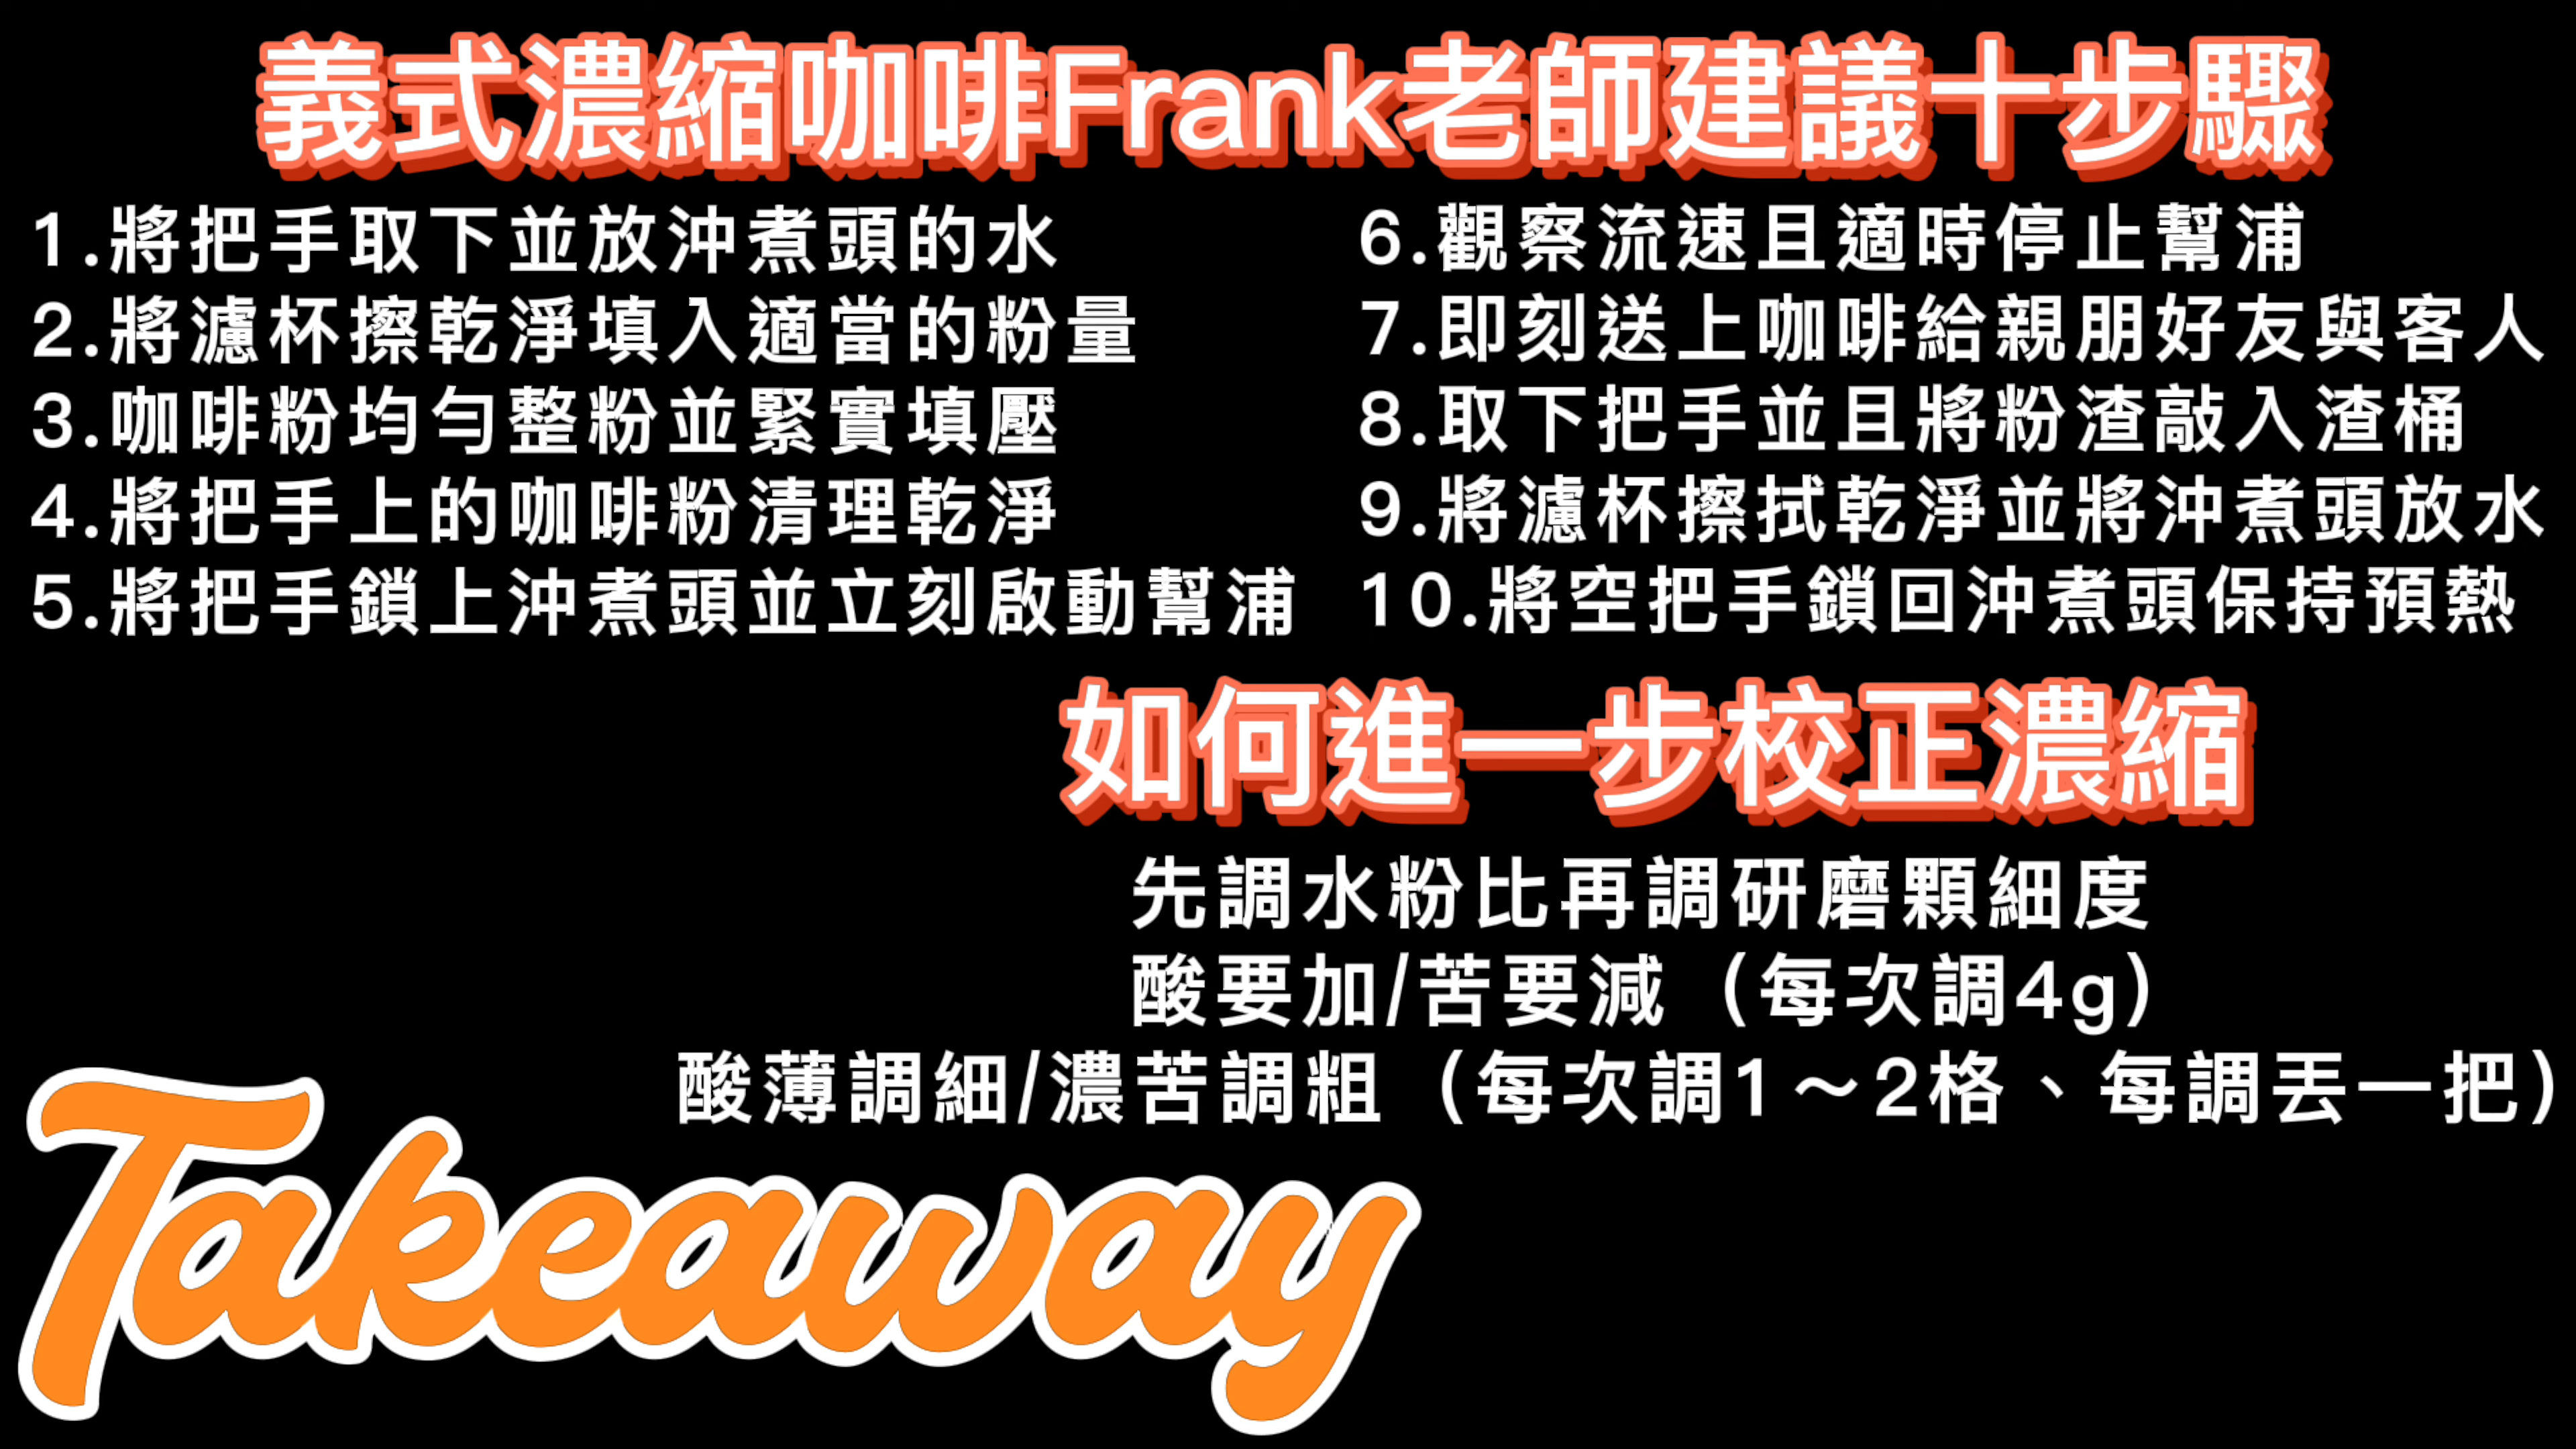 義式濃縮咖啡Frank老師建議十步驟
1.將把手取下並放沖煮頭的水
2.將濾杯擦乾淨填入適當的粉量
3.咖啡粉均勻整粉並緊實填壓
4.將把手上的咖啡粉清理乾淨
5.將把手鎖上沖煮頭並立刻啟動幫浦
6.觀察流速且適時停止幫浦
7.即刻送上咖啡給親朋好友與客人
8.取下把手並且將粉渣敲入渣桶
9.將濾杯擦拭乾淨並將沖煮頭放水
10.將空把手鎖回沖煮頭保持預熱
如何進一步校正濃縮
先調水粉比再調研磨顆細度
酸要加/苦要減（每次調4g）
酸薄調細/濃苦調粗（每次調1～2格、每調丟一把）
Takeaway